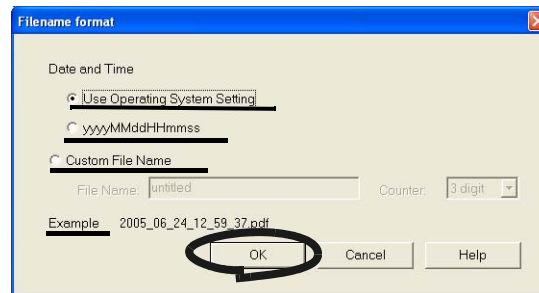 Filename format
Date and Time
Use Operating System Setting
yyyyMMddHHmmss
Custom File Name
File Name: untitled Counter: 3 digit
Example 2005_06_24_12_59_37.pdf
OK Cancel Help